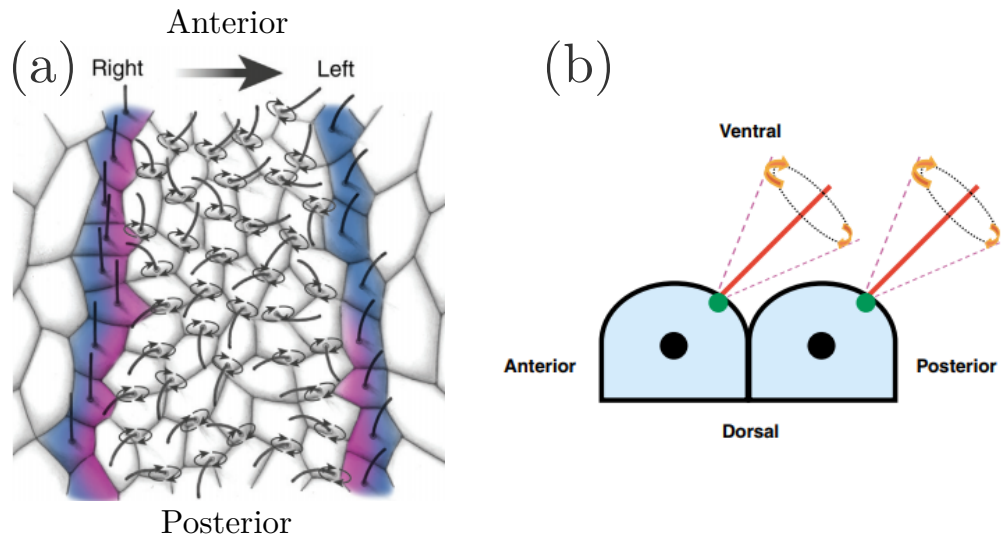 Anterior
(a)
Right
Left
Posterior
(b)
Ventral
Anterior
Posterior
Dorsal